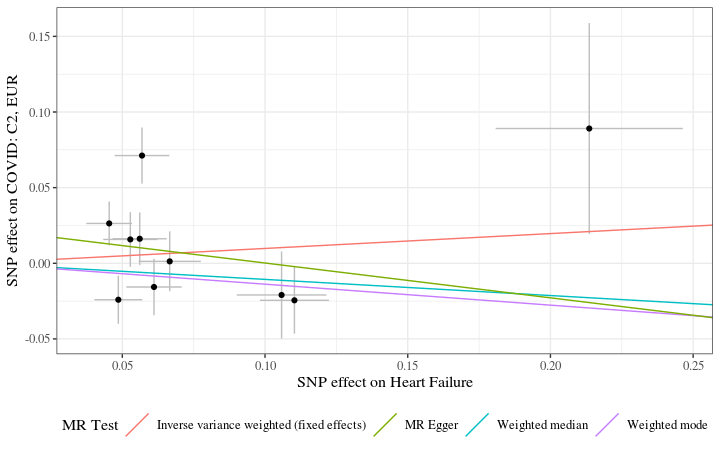 SNP effect on COVID: C2, EUR
0.15
0.10
0.05
0.00
-0.05
0.05 0.10 0.15 0.20 0.25
SNP effect on Heart Failure
MR Test Inverse variance weighted (fixed effects) MR Egger Weighted median Weighted mode